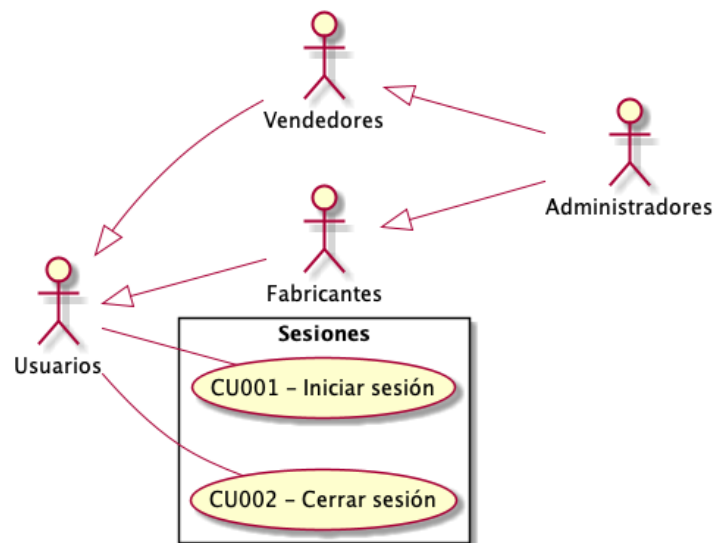 Vendedores
Administradores
Fabricantes
Usuarios
Sesiones
CU001 – Iniciar sesión
CU002 – Cerrar sesión